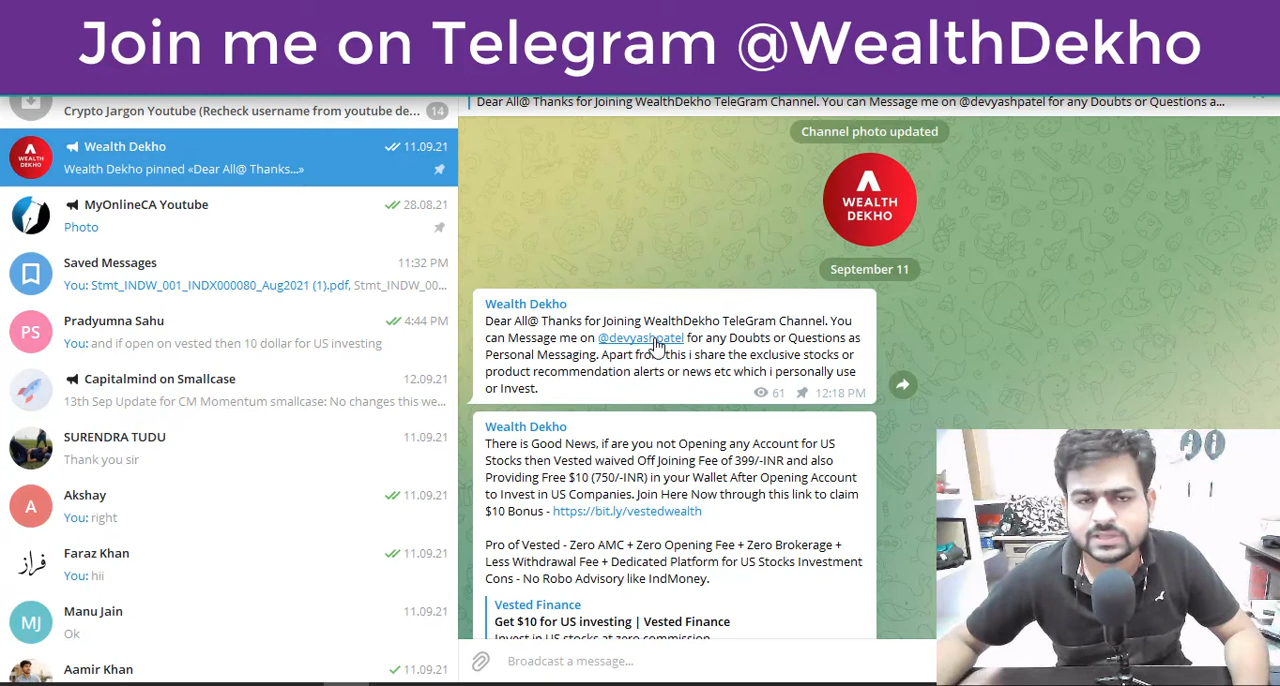 Join me on Telegram @WealthDekho
Crypto Jargon Youtube (Recheck username from youtube de...
14
Wealth Dekho
11.09.21
Wealth Dekho pinned «Dear All@ Thanks...»
MyOnlineCA Youtube
28.08.21
Photo
Saved Messages
11:32 PM
You: Stmt_INDW_001_INDX000080_Aug2021 (1).pdf, Stmt_INDW_00...
PS
Pradyumna Sahu
4:44 PM
You: and if open on vested then 10 dollar for US investing
Capitalmind on Smallcase
12.09.21
13th Sep Update for CM Momentum smallcase: No changes this we...
SURENDRA TUDU
11.09.21
Thank you sir
A
Akshay
11.09.21
You: right
فراز
Faraz Khan
11.09.21
You: hii
MJ
Manu Jain
11.09.21
Ok
Aamir Khan
11.09.21
Dear All@ Thanks for Joining WealthDekho TeleGram Channel. You can Message me on @devyashpatel for any Doubts or Questions a...
Channel photo updated
WEALTH
DEKHO
September 11
Wealth Dekho
Dear All@ Thanks for Joining WealthDekho TeleGram Channel. You
can Message me on @devyashpatel for any Doubts or Questions as
Personal Messaging. Apart from this i share the exclusive stocks or
product recommendation alerts or news etc which i personally use
or Invest.
61
12:18 PM
Wealth Dekho
There is Good News, if are you not Opening any Account for US
Stocks then Vested waived Off Joining Fee of 399/-INR and also
Providing Free $10 (750/-INR) in your Wallet After Opening Account
to Invest in US Companies. Join Here Now through this link to claim
$10 Bonus - https://bit.ly/vestedwealth
Pro of Vested - Zero AMC + Zero Opening Fee + Zero Brokerage +
Less Withdrawal Fee + Dedicated Platform for US Stocks Investment
Cons - No Robo Advisory like IndMoney.
Vested Finance
Get $10 for US investing | Vested Finance
Invest in US stocks at zero commission
Broadcast a message...